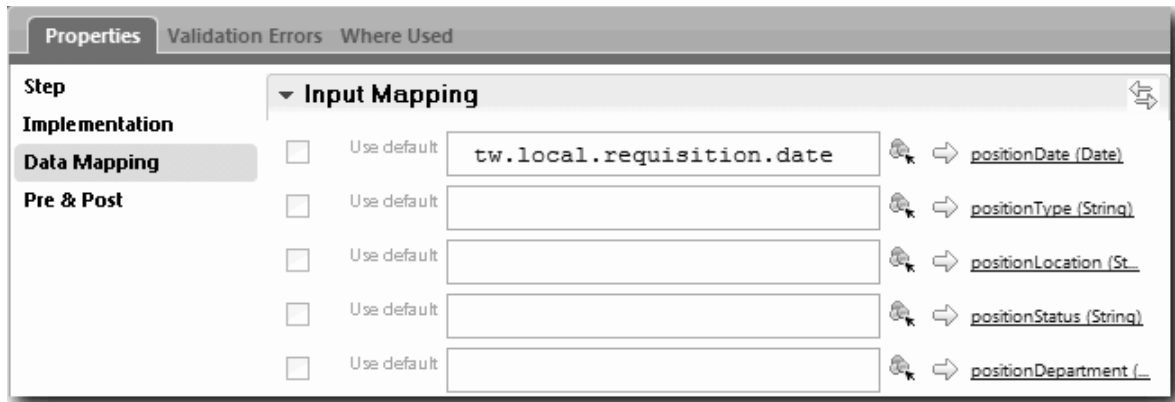 Properties Validation Errors Where Used
Step
Implementation
Data Mapping
Pre & Post
Input Mapping
Use default tw.local.requisition.date positionDate (Date)
Use default positionType (String)
Use default positionLocation (St...
Use default positionStatus (String)
Use default positionDepartment (...